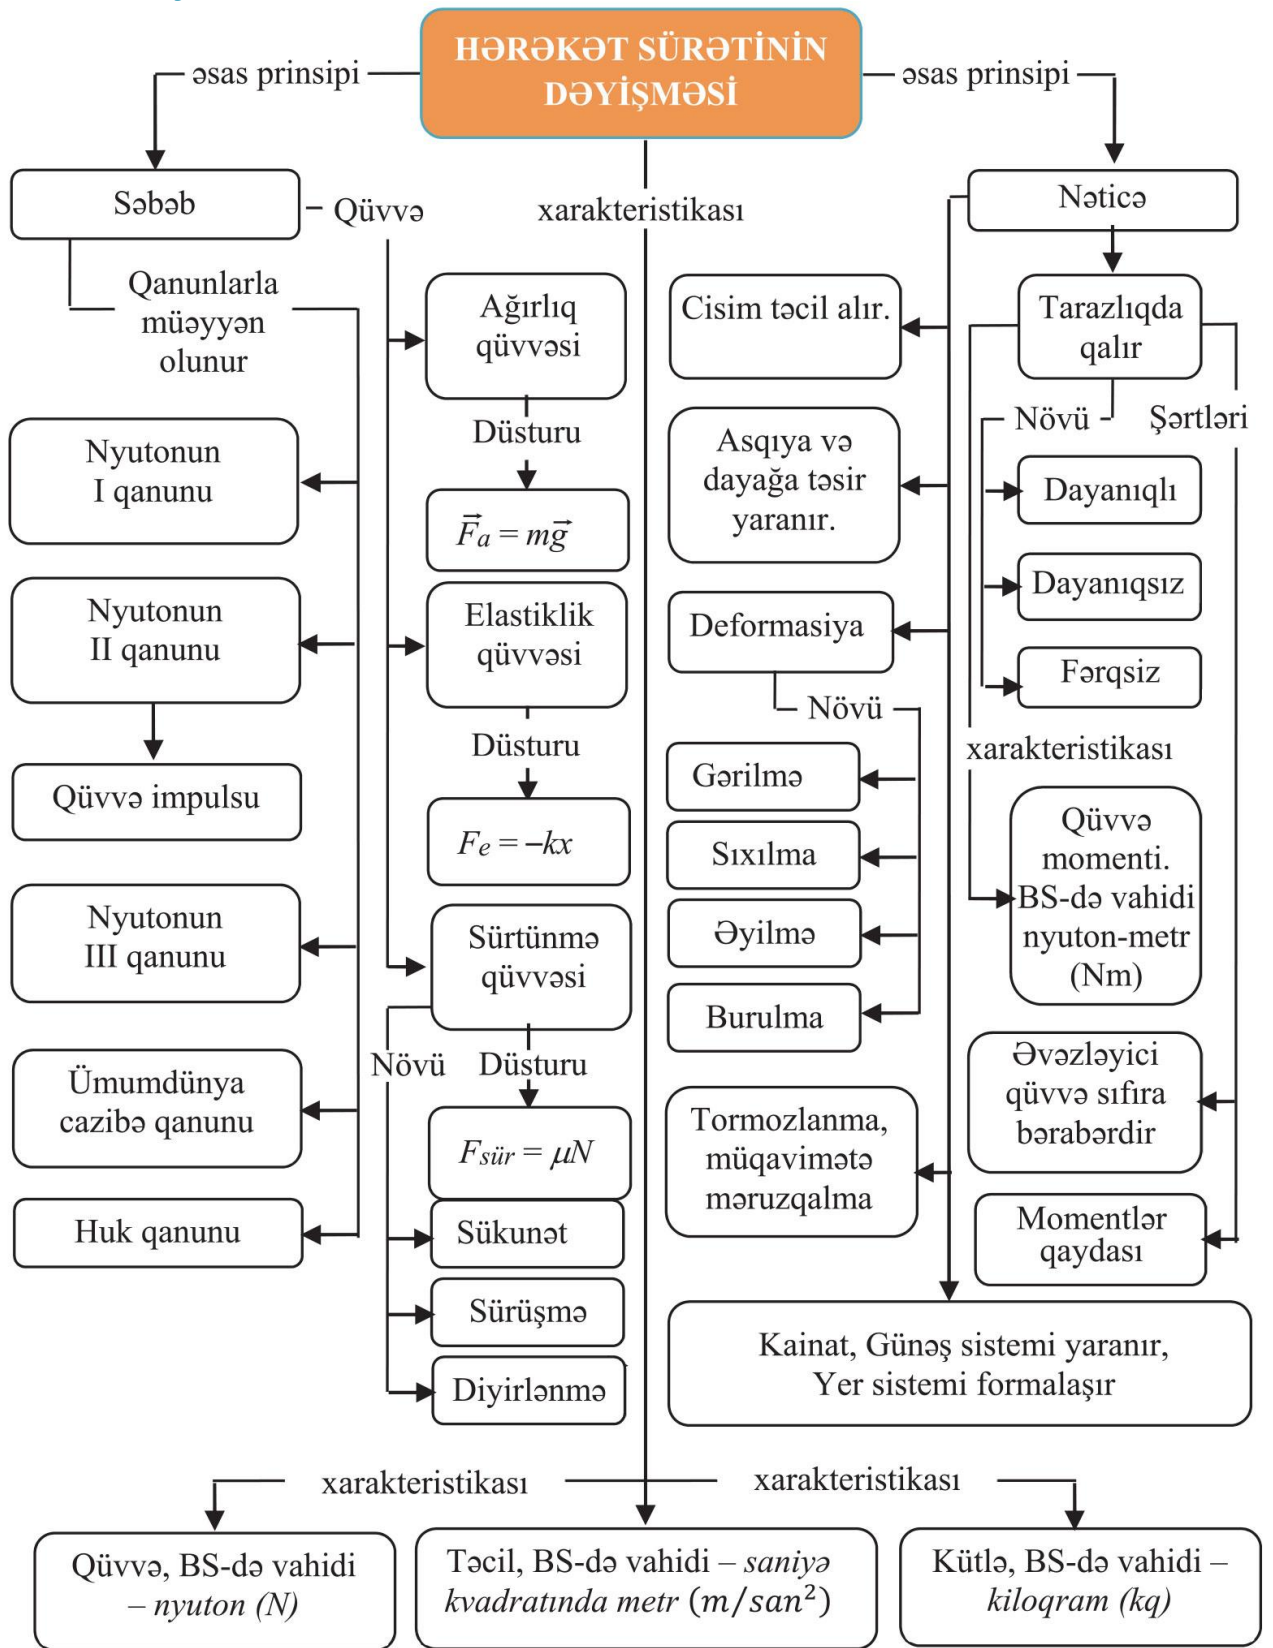 HƏRƏKƏT SÜRƏTİNİN
DƏYİŞMƏSİ
əsas prinsipi
əsas prinsipi
Səbəb
Qüvvə
xarakteristikası
Nəticə
Qanunlarla
müəyyən
olunur
Nyutonun
I qanunu
Nyutonun
II qanunu
Qüvvə impulsu
Nyutonun
III qanunu
Ümumdünya
cazibə qanunu
Huk qanunu
Ağırlıq
qüvvəsi
Düsturu
F⃗a = mg⃗
Elastiklik
qüvvəsi
Düsturu
Fe = –kx
Sürtünmə
qüvvəsi
Növü
Düsturu
Fsür = μN
Sükunət
Sürüşmə
Diyirlənmə
Cisim təcil alır.
Asqıya və
dayağa təsir
yaranır.
Deformasiya
Növü
Gərilmə
Sıxılma
Əyilmə
Burulma
Tormozlanma,
müqavimətə
məruzqalma
Kainat, Günəş sistemi yaranır,
Yer sistemi formalaşır
Tarazlıqda
qalır
Növü
Şərtləri
Dayanıqlı
Dayanıqsız
Fərqsiz
xarakteristikası
Qüvvə
momenti.
BS-də vahidi
nyuton-metr
(Nm)
Əvəzləyici
qüvvə sıfıra
bərabərdir
Momentlər
qaydası
xarakteristikası
xarakteristikası
Qüvvə, BS-də vahidi
– nyuton (N)
Təcil, BS-də vahidi – saniyə
kvadratında metr (m/san²)
Kütlə, BS-də vahidi –
kiloqram (kq)